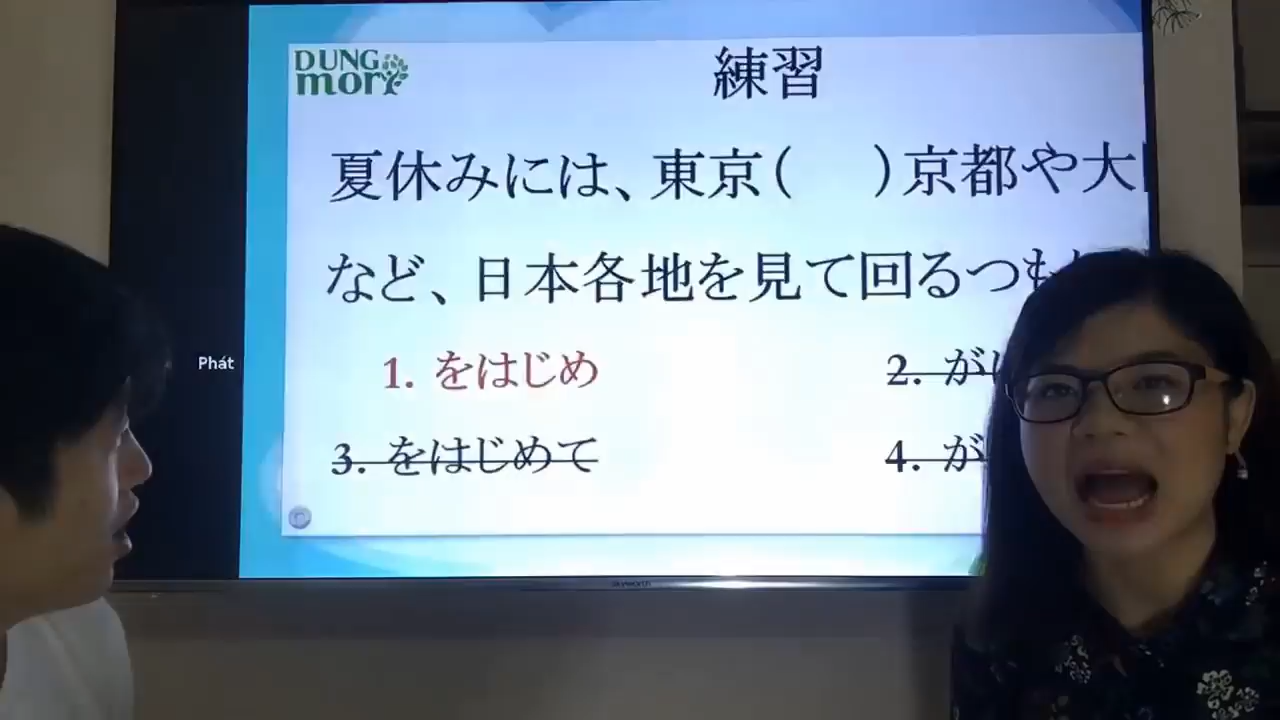 DUNG
mori
練習
夏休みには、東京( )京都や大
など、日本各地を見て回るつも
1. をはじめ
2. が
3. をはじめて
4. が
Phát
Skyworth